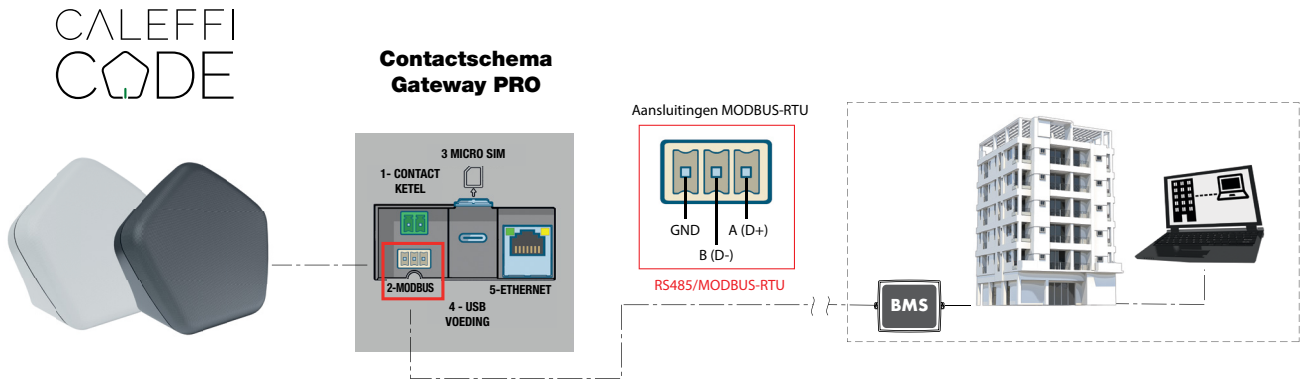 CALEFFI
CODE
Contactschema
Gateway PRO
3 MICRO SIM
1- CONTACT
KETEL
2-MODBUS
5-ETHERNET
4 - USB
VOEDING
Aansluitingen MODBUS-RTU
GND
A (D+)
B (D-)
RS485/MODBUS-RTU
BMS